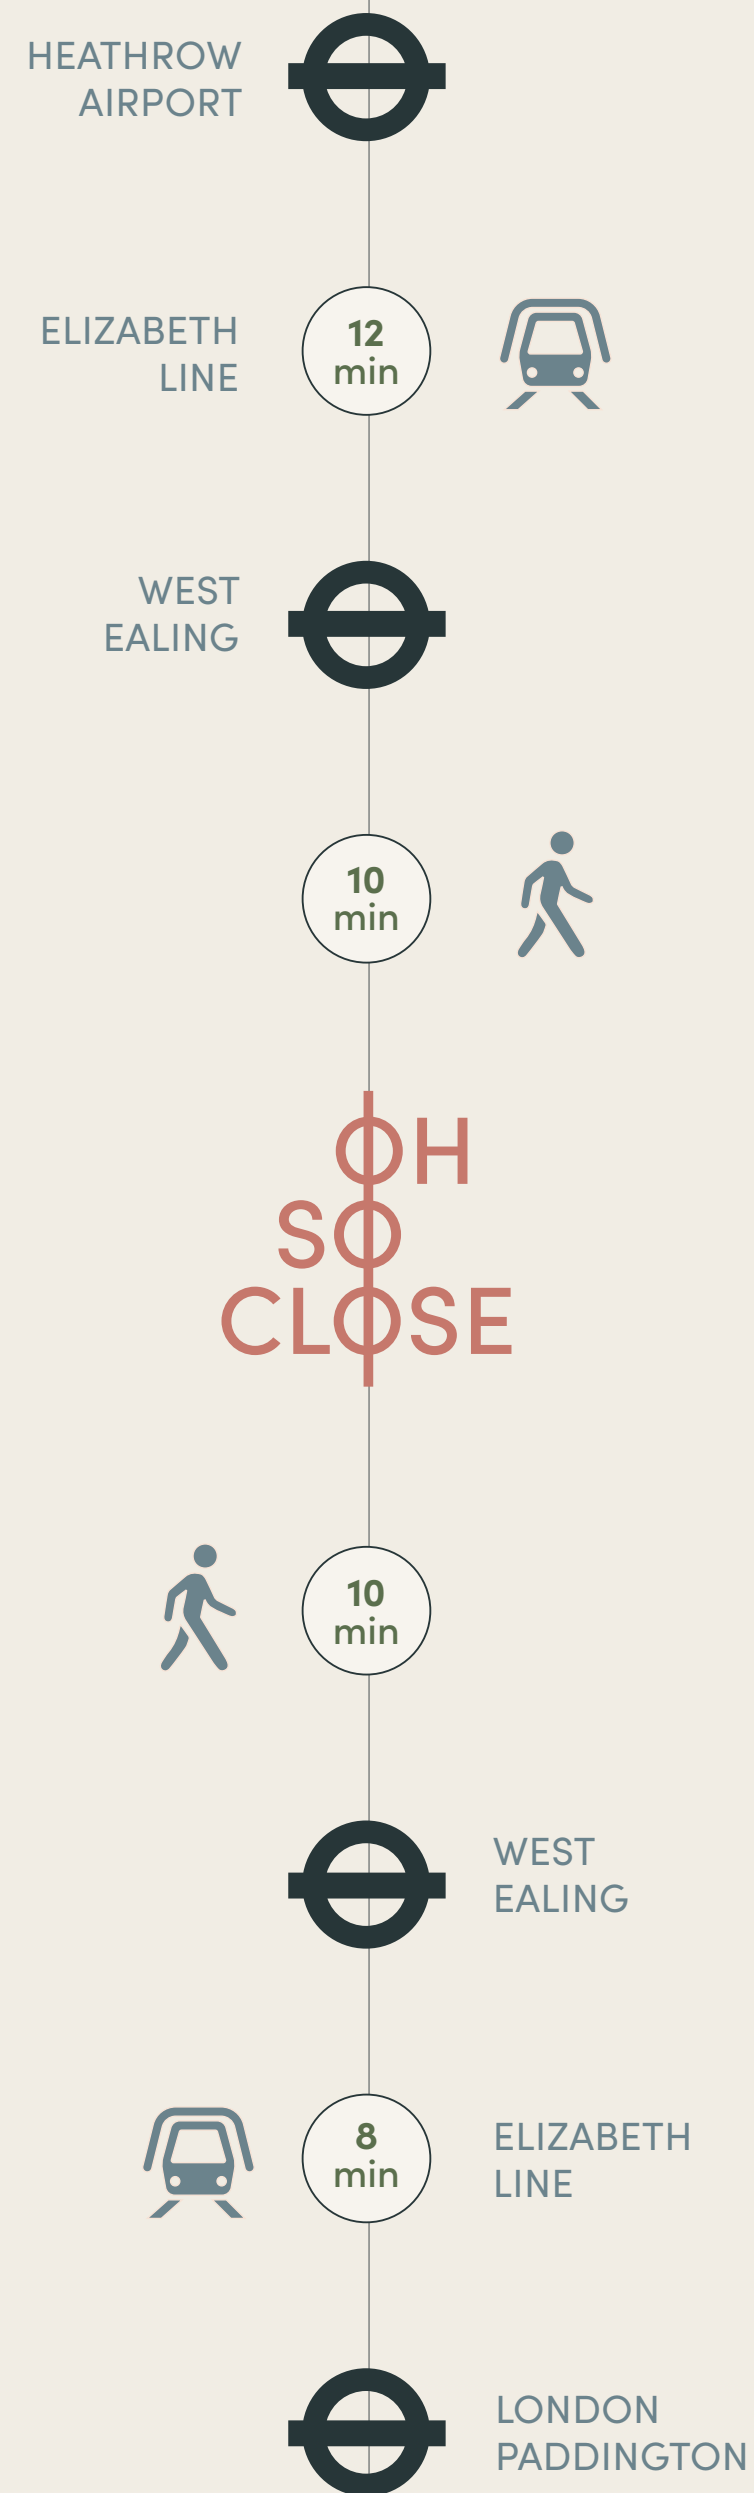 HEATHROW
AIRPORT
ELIZABETH
LINE
12
min
WEST
EALING
10
min
OH
SO
CLOSE
10
min
WEST
EALING
8
min
ELIZABETH
LINE
LONDON
PADDINGTON